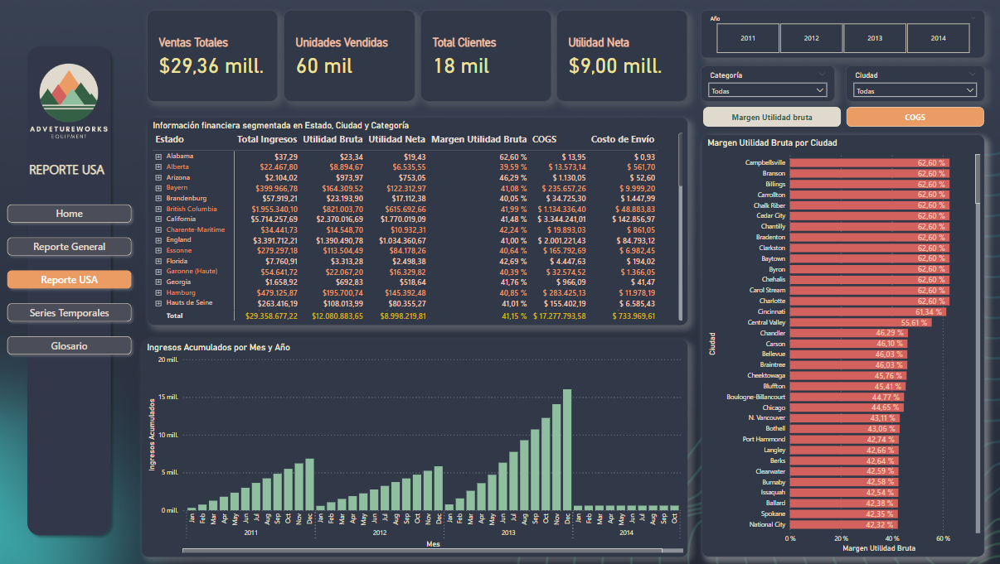 ADVETUREWORKS
EQUIPMENT
REPORTE USA
Home
Reporte General
Reporte USA
Series Temporales
Glosario
Ventas Totales
$29,36 mill.
Unidades Vendidas
60 mil
Total Clientes
18 mil
Utilidad Neta
$9,00 mill.
Año
2011 2012 2013 2014
Categoría
Todas
Ciudad
Todas
Margen Utilidad bruta
COGS
Información financiera segmentada en Estado, Ciudad y Categoría
Estado Total Ingresos Utilidad Bruta Utilidad Neta Margen Utilidad Bruta COGS Costo de Envío
Alabama $37,29 $23,34 $19,43 62,60 % $ 13,95 $ 0,93
Alberta $22.467,80 $8.894,67 $6.535,55 39,59 % $ 13.573,14 $ 561,70
Arizona $2.104,02 $973,97 $753,05 46,29 % $ 1.130,05 $ 52,60
Bayern $399.966,78 $164.309,52 $122.312,97 41,08 % $ 235.657,26 $ 9.999,20
Brandenburg $57.919,21 $23.193,90 $17.112,38 40,05 % $ 34.725,30 $ 1.447,99
British Columbia $1.955.340,10 $821.003,70 $615.692,66 41,99 % $ 1.134.336,40 $ 48.883,83
California $5.714.257,69 $2.370.016,69 $1.770.019,09 41,48 % $ 3.344.241,01 $ 142.856,97
Charente-Maritime $34.441,73 $14.548,70 $10.932,31 42,24 % $ 19.893,03 $ 861,05
England $3.391.712,21 $1.390.490,78 $1.034.360,67 41,00 % $ 2.001.221,43 $ 84.793,12
Essonne $279.297,18 $113.504,49 $84.178,26 40,64 % $ 165.792,69 $ 6.982,45
Florida $7.760,91 $3.313,28 $2.498,38 42,69 % $ 4.447,63 $ 194,02
Garonne (Haute) $54.641,72 $22.067,20 $16.329,82 40,39 % $ 32.574,52 $ 1.366,05
Georgia $1.658,92 $692,83 $518,64 41,76 % $ 966,09 $ 41,47
Hamburg $479.125,87 $195.700,74 $145.392,48 40,85 % $ 283.425,13 $ 11.978,19
Hauts de Seine $263.416,19 $108.013,99 $80.355,27 41,01 % $ 155.402,19 $ 6.585,43
Total $29.358.677,22 $12.080.883,65 $8.998.219,81 41,15 % $ 17.277.793,58 $ 733.969,61
Ingresos Acumulados por Mes y Año
Ingresos Acumulados
20 mill.
15 mill.
10 mill.
5 mill.
0 mill.
Jan Feb Mar Apr May Jun Jul Aug Sep Oct Nov Dec Jan Feb Mar Apr May Jun Jul Aug Sep Oct Nov Dec Jan Feb Mar Apr May Jun Jul Aug Sep Oct Nov Dec Jan Feb Mar Apr May Jun Jul Aug Sep Oct
2011 2012 2013 2014
Mes
Margen Utilidad Bruta por Ciudad
Ciudad
Campbellsville 62,60 %
Branson 62,60 %
Billings 62,60 %
Carrollton 62,60 %
Chalk Riber 62,60 %
Cedar City 62,60 %
Chantilly 62,60 %
Bradenton 62,60 %
Clarkston 62,60 %
Baytown 62,60 %
Byron 62,60 %
Chehalis 62,60 %
Carol Stream 62,60 %
Charlotte 62,60 %
Cincinnati 61,34 %
Central Valley 55,61 %
Chandler 46,29 %
Carson 46,10 %
Bellevue 46,03 %
Braintree 46,03 %
Cheektowaga 45,76 %
Bluffton 45,41 %
Boulogne-Billancourt 44,77 %
Chicago 44,65 %
N. Vancouver 43,11 %
Bothell 43,06 %
Port Hammond 42,74 %
Langley 42,66 %
Berks 42,64 %
Clearwater 42,59 %
Burnaby 42,58 %
Issaquah 42,54 %
Ballard 42,38 %
Spokane 42,35 %
National City 42,32 %
0 % 20 % 40 % 60 %
Margen Utilidad Bruta